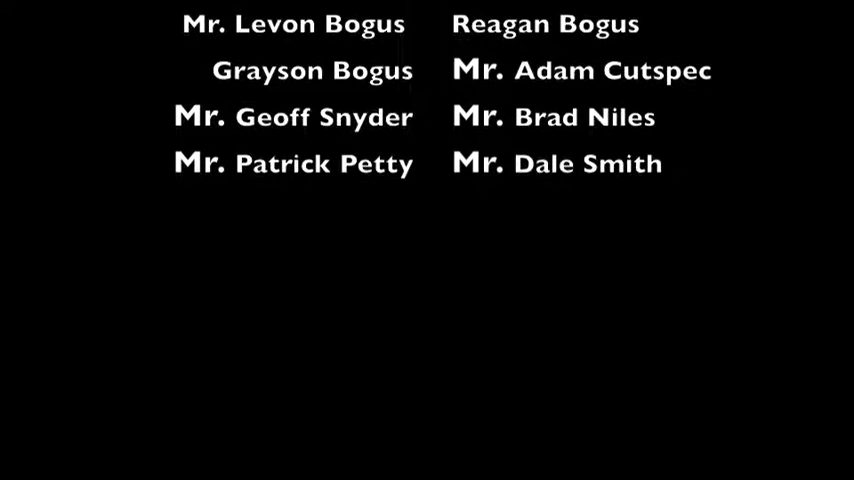 Mr. Levon Bogus Reagan Bogus
Grayson Bogus Mr. Adam Cutspec
Mr. Geoff Snyder Mr. Brad Niles
Mr. Patrick Petty Mr. Dale Smith